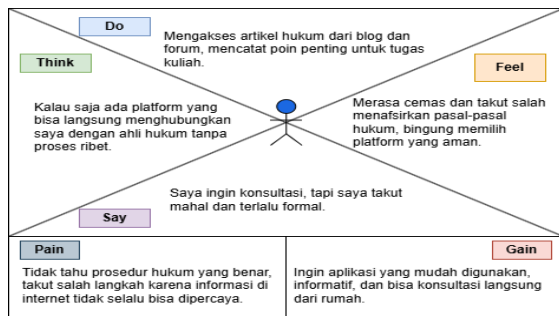 Do
Mengakses artikel hukum dari blog dan
forum, mencatat poin penting untuk tugas
kuliah.
Think
Kalau saja ada platform yang
bisa langsung menghubungkan
saya dengan ahli hukum tanpa
proses ribet.
Feel
Merasa cemas dan takut salah
menafsirkan pasal-pasal
hukum, bingung memilih
platform yang aman.
Saya ingin konsultasi, tapi saya takut
mahal dan terlalu formal.
Say
Pain
Tidak tahu prosedur hukum yang benar,
takut salah langkah karena informasi di
internet tidak selalu bisa dipercaya.
Gain
Ingin aplikasi yang mudah digunakan,
informatif, dan bisa konsultasi langsung
dari rumah.